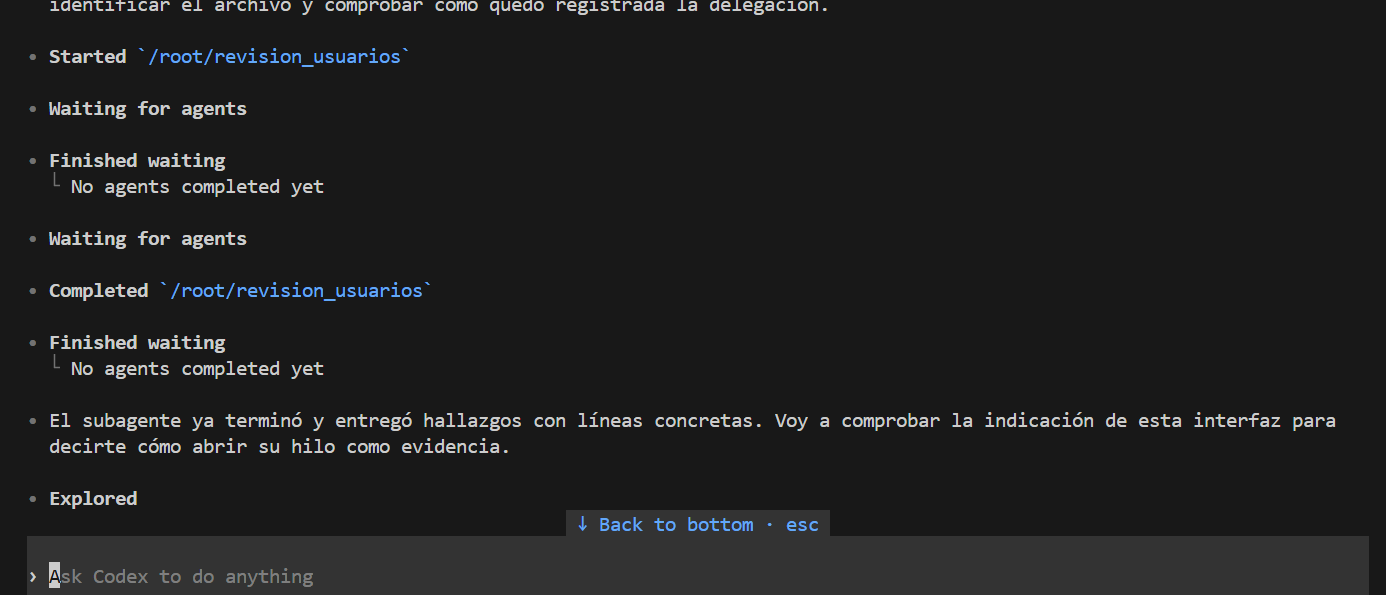 identificar el archivo y comprobar cómo quedó registrada la delegación.
• Started `/root/revision_usuarios`
• Waiting for agents
• Finished waiting
└ No agents completed yet
• Waiting for agents
• Completed `/root/revision_usuarios`
• Finished waiting
└ No agents completed yet
• El subagente ya terminó y entregó hallazgos con líneas concretas. Voy a comprobar la indicación de esta interfaz para
decirte cómo abrir su hilo como evidencia.
• Explored
↓ Back to bottom · esc
› Ask Codex to do anything